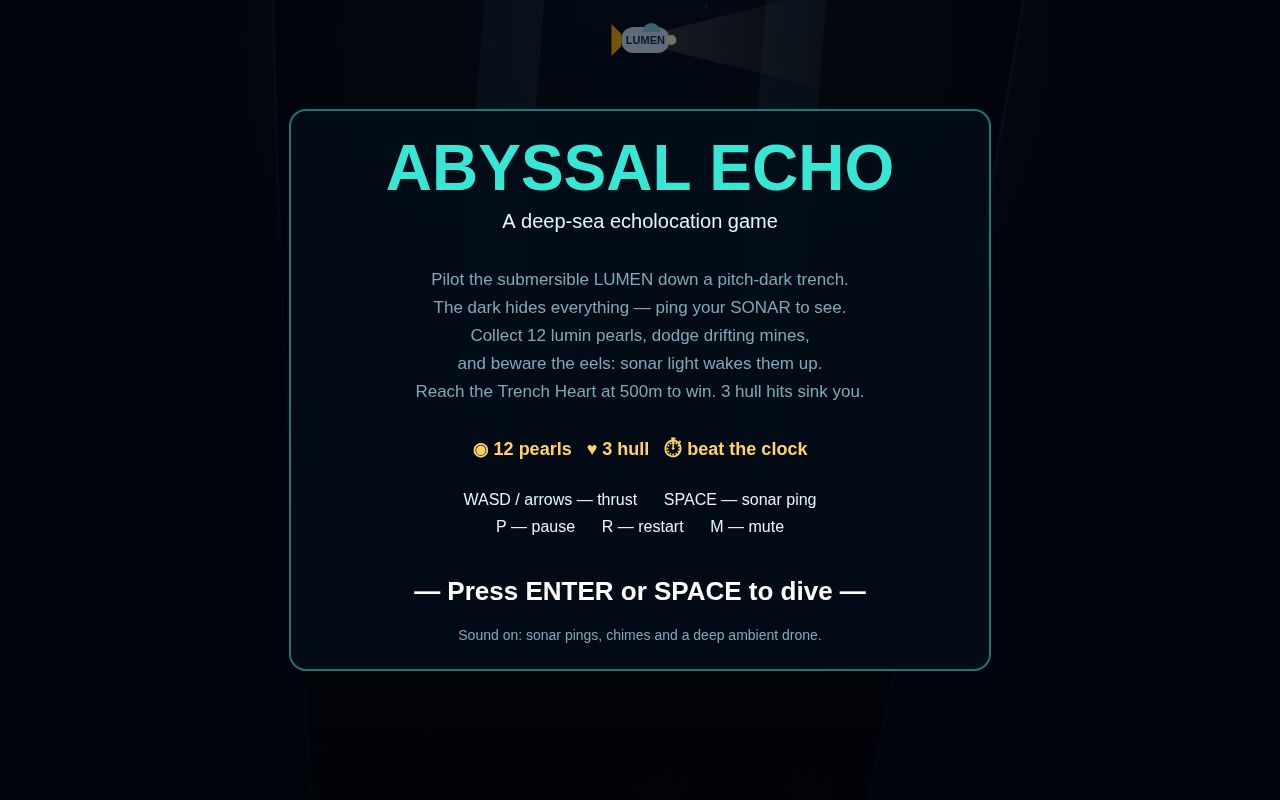 LUMEN
ABYSSAL ECHO
A deep-sea echolocation game
Pilot the submersible LUMEN down a pitch-dark trench.
The dark hides everything — ping your SONAR to see.
Collect 12 lumin pearls, dodge drifting mines,
and beware the eels: sonar light wakes them up.
Reach the Trench Heart at 500m to win. 3 hull hits sink you.
◉ 12 pearls ♥ 3 hull ⏱ beat the clock
WASD / arrows — thrust SPACE — sonar ping
P — pause R — restart M — mute
— Press ENTER or SPACE to dive —
Sound on: sonar pings, chimes and a deep ambient drone.